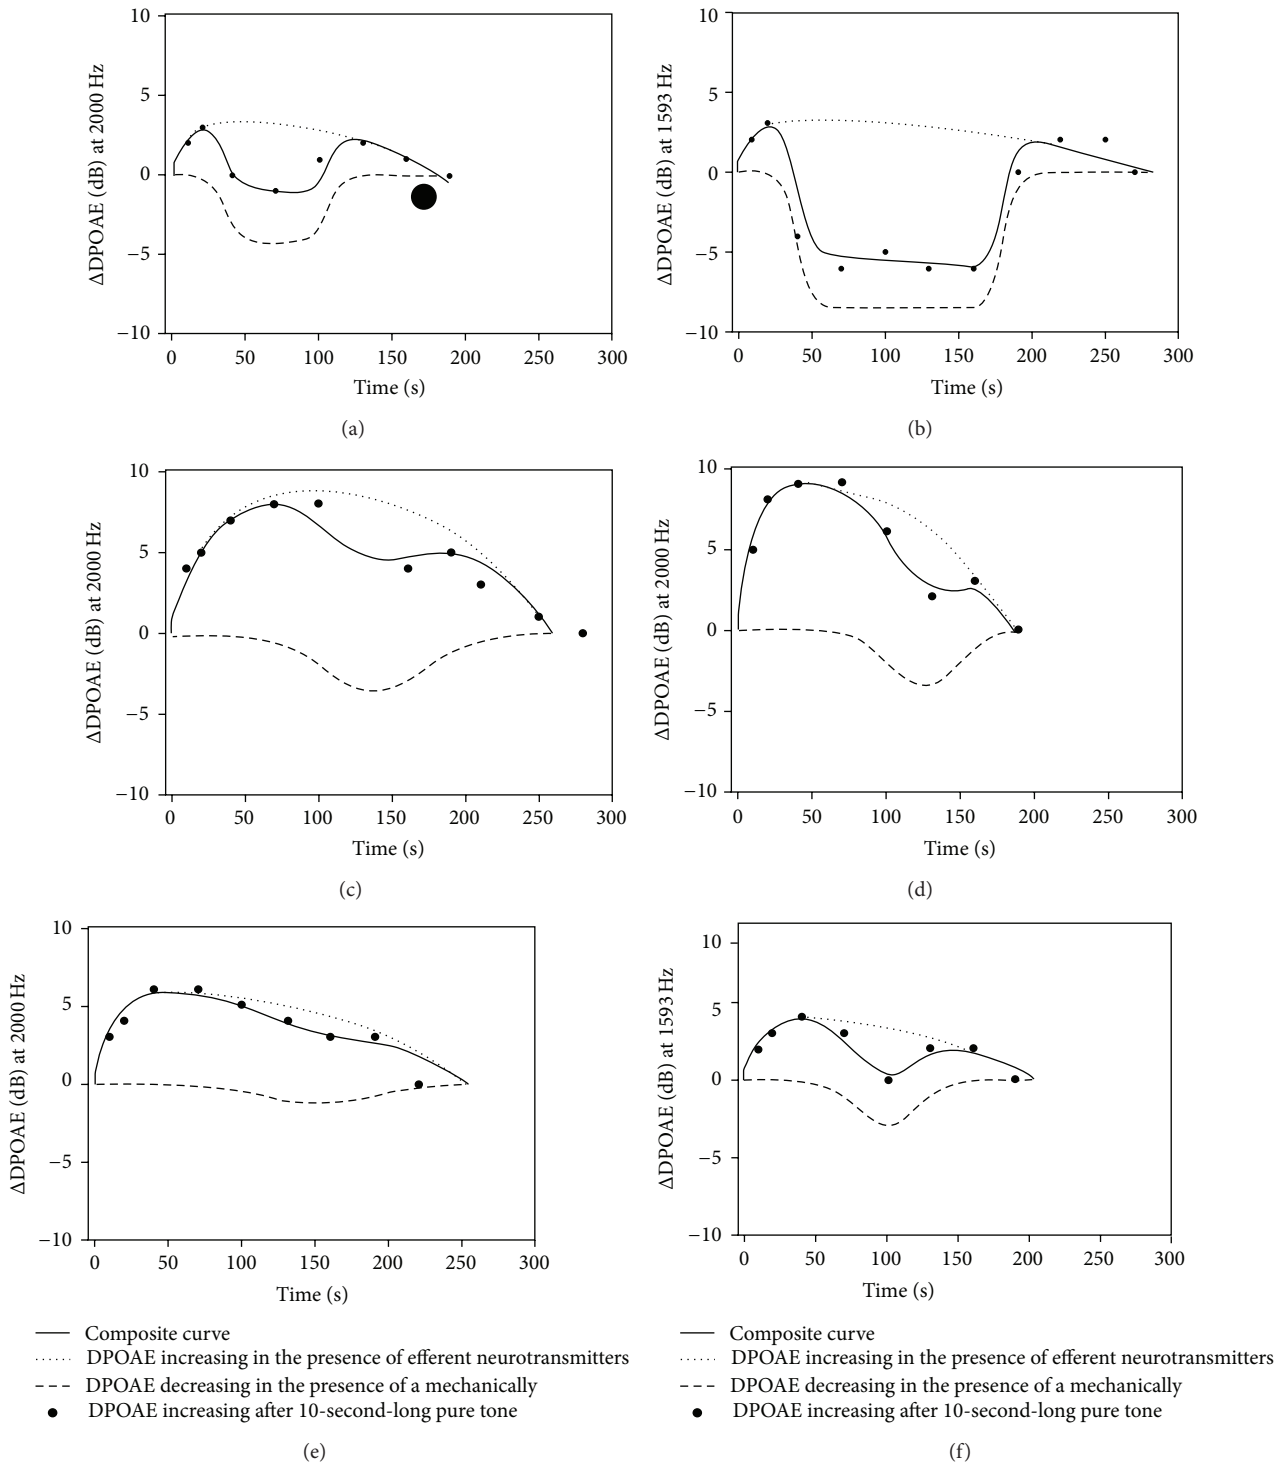 10
5
0
−5
−10
ΔDPOAE (dB) at 2000 Hz
0 50 100 150 200 250 300
Time (s)
(a)
10
5
0
−5
−10
ΔDPOAE (dB) at 1593 Hz
0 50 100 150 200 250 300
Time (s)
(b)
10
5
0
−5
−10
ΔDPOAE (dB) at 2000 Hz
0 50 100 150 200 250 300
Time (s)
(c)
10
5
0
−5
−10
ΔDPOAE (dB) at 2000 Hz
0 50 100 150 200 250 300
Time (s)
(d)
10
5
0
−5
−10
ΔDPOAE (dB) at 2000 Hz
0 50 100 150 200 250 300
Time (s)
Composite curve
DPOAE increasing in the presence of efferent neurotransmitters
DPOAE decreasing in the presence of a mechanically
DPOAE increasing after 10-second-long pure tone
(e)
10
5
0
−5
−10
ΔDPOAE (dB) at 1593 Hz
0 50 100 150 200 250 300
Time (s)
Composite curve
DPOAE increasing in the presence of efferent neurotransmitters
DPOAE decreasing in the presence of a mechanically
DPOAE increasing after 10-second-long pure tone
(f)